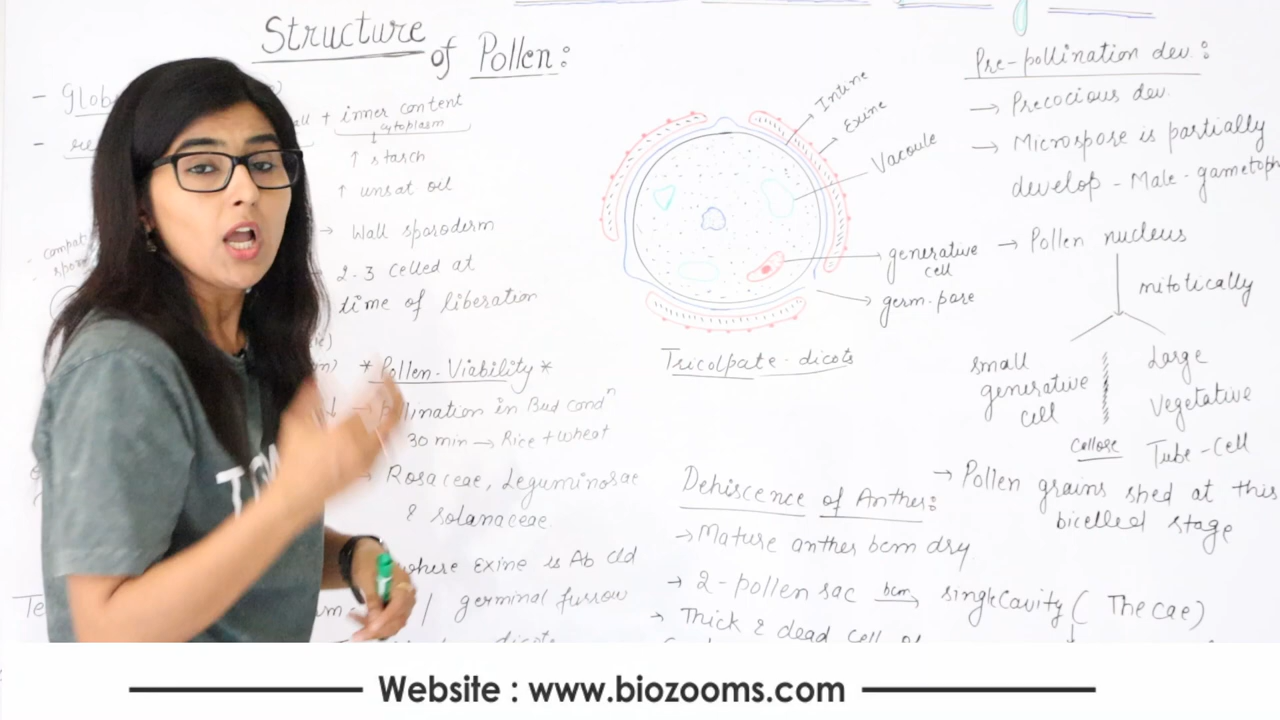 Structure
of Pollen:
- Glob
all + inner content
cytoplasm
↑ starch
↑ unsat oil
→ Wall sporoderm
2-3 celled at
time of liberation
* Pollen-Viability *
pollination in Bud condⁿ
30 min → Rice + Wheat
Rosaceae, Leguminosae
& solanaceae
where Exine is Ab
germinal furrow
dicots
Intine
Exine
Vacoule
generative
cell
germ. pore
Tricolpate - dicots
Dehiscence of Anther:
→ Mature anther bcm dry
→ 2-pollen sac bcm→ single cavity ( Thecae)
→ Thick & dead cell of
Pre-pollination dev.:
→ Precocious dev.
→ Microspore is partially
develop - Male-gametoph
→ Pollen nucleus
mitotically
small
generative
cell
callose
Large
Vegetative
Tube-Cell
→ Pollen grains shed at this
bicelled stage
Website : www.biozooms.com